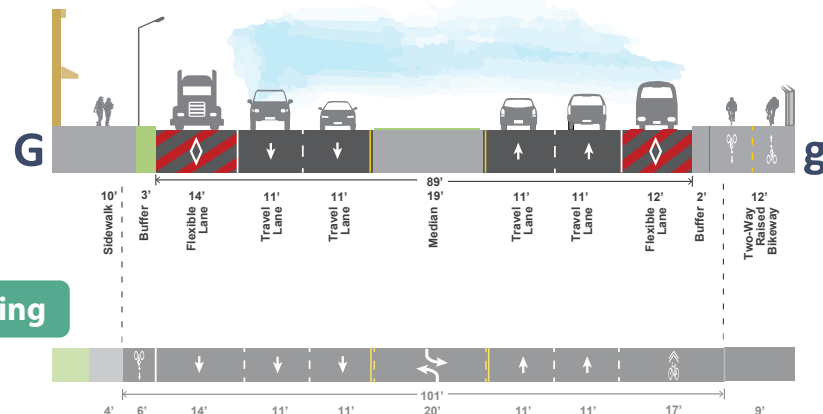 G
g
89'
10' 3' 14' 11' 11' 19' 11' 11' 12' 2' 12'
Sidewalk
Buffer
Flexible
Lane
Travel
Lane
Travel
Lane
Median
Travel
Lane
Travel
Lane
Flexible
Lane
Buffer
Two-Way
Raised
Bikeway
ing
101'
4' 6' 14' 11' 11' 20' 11' 11' 17' 9'